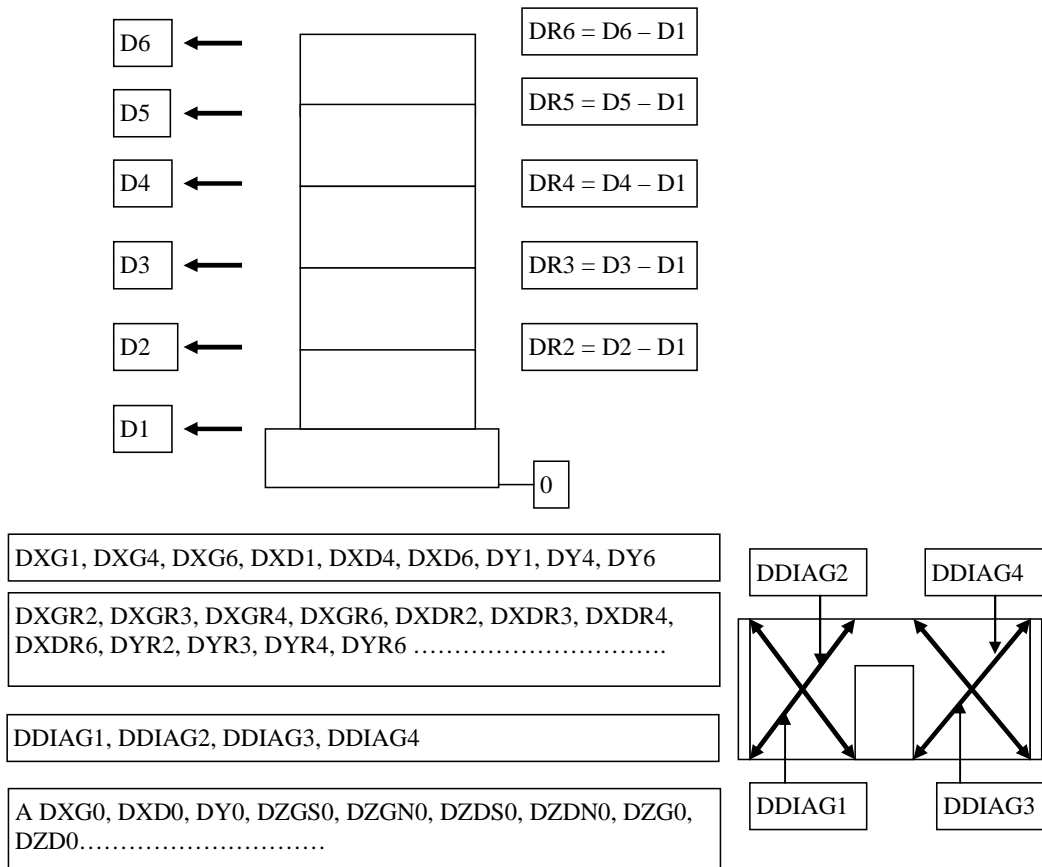 D6
DR6 = D6 – D1
D5
DR5 = D5 – D1
D4
DR4 = D4 – D1
D3
DR3 = D3 – D1
D2
DR2 = D2 – D1
D1
0
DXG1, DXG4, DXG6, DXD1, DXD4, DXD6, DY1, DY4, DY6
DXGR2, DXGR3, DXGR4, DXGR6, DXDR2, DXDR3, DXDR4,
DXDR6, DYR2, DYR3, DYR4, DYR6 ................................
DDIAG1, DDIAG2, DDIAG3, DDIAG4
A DXG0, DXD0, DY0, DZGS0, DZGN0, DZDS0, DZDN0, DZG0,
DZD0...............................
DDIAG2
DDIAG4
DDIAG1
DDIAG3